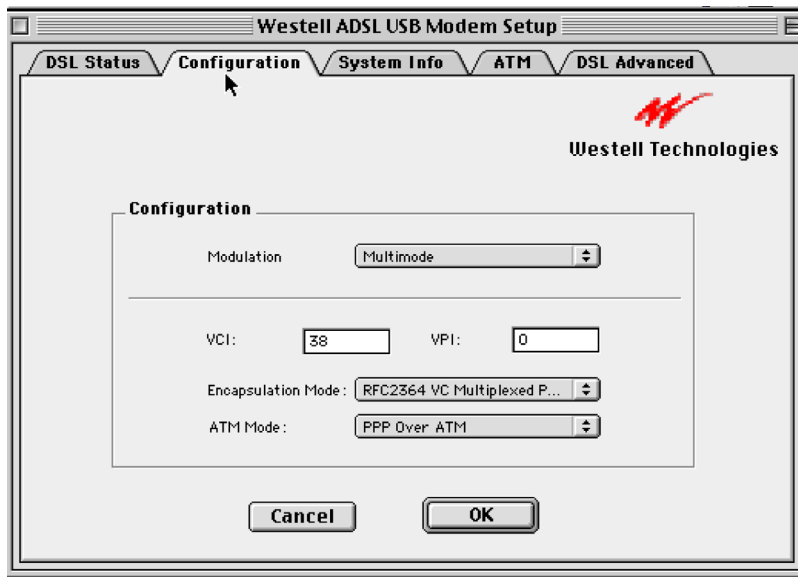 Westell ADSL USB Modem Setup
DSL Status Configuration System Info ATM DSL Advanced
Westell Technologies
Configuration
Modulation Multimode
VCI: 38 VPI: 0
Encapsulation Mode: RFC2364 VC Multiplexed P...
ATM Mode: PPP Over ATM
Cancel OK